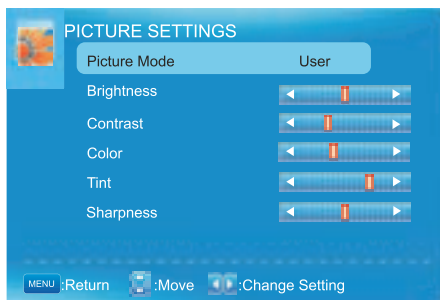 PICTURE SETTINGS
Picture Mode User
Brightness
Contrast
Color
Tint
Sharpness
MENU :Return :Move :Change Setting